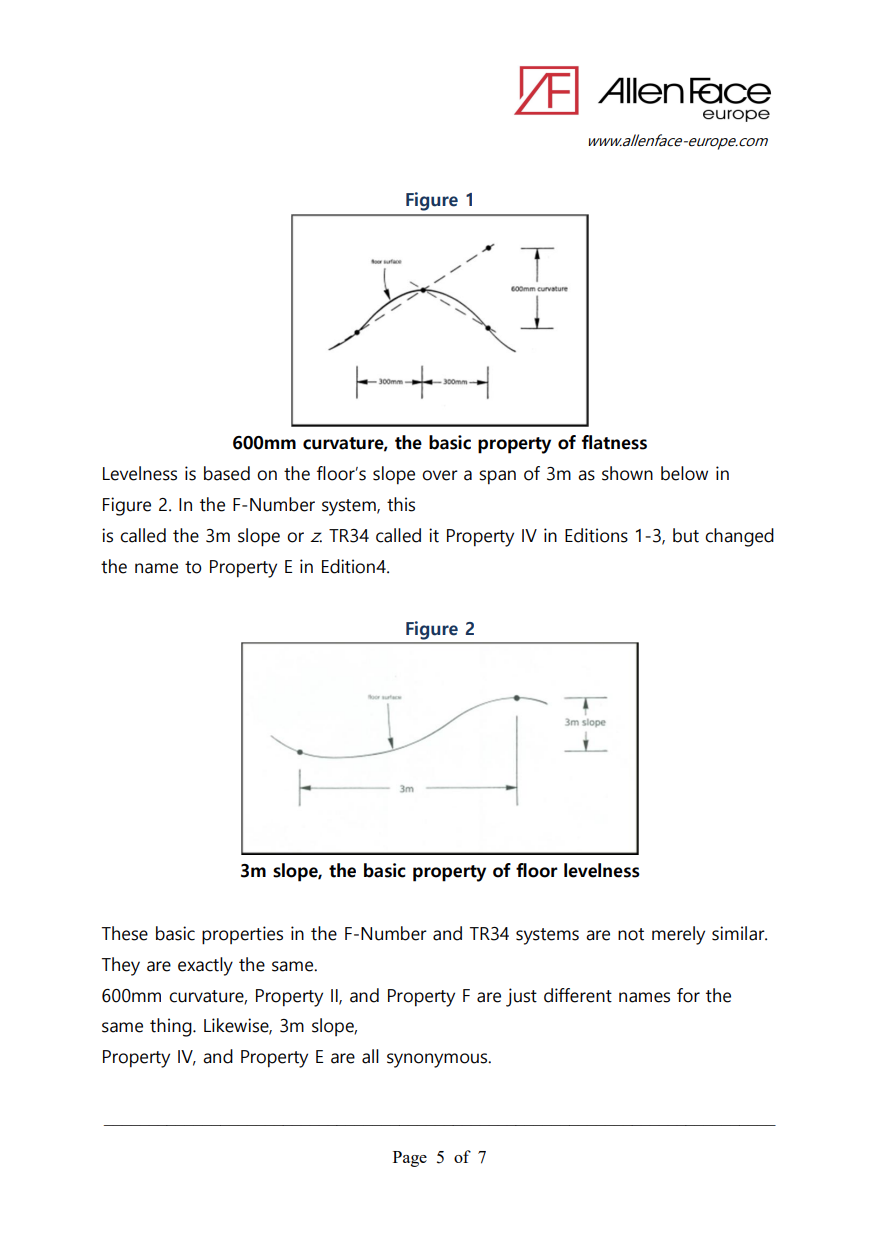 AF Allen Face
europe
www.allenface-europe.com
Figure 1
floor surface
600mm curvature
300mm 300mm
600mm curvature, the basic property of flatness
Levelness is based on the floor's slope over a span of 3m as shown below in
Figure 2. In the F-Number system, this
is called the 3m slope or z. TR34 called it Property IV in Editions 1-3, but changed
the name to Property E in Edition4.
Figure 2
floor surface
3m slope
3m
3m slope, the basic property of floor levelness
These basic properties in the F-Number and TR34 systems are not merely similar.
They are exactly the same.
600mm curvature, Property II, and Property F are just different names for the
same thing. Likewise, 3m slope,
Property IV, and Property E are all synonymous.
Page 5 of 7